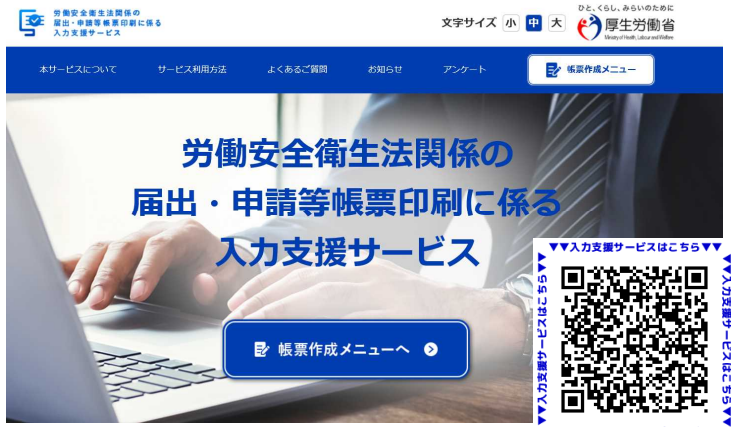 労働安全衛生法関係の
届出・申請等帳票印刷に係る
入力支援サービス
文字サイズ 小 中 大
ひと、くらし、みらいのために
厚生労働省
Ministry of Health, Labour and Welfare
本サービスについて サービス利用方法 よくあるご質問 お知らせ アンケート 帳票作成メニュー
労働安全衛生法関係の
届出・申請等帳票印刷に係る
入力支援サービス
帳票作成メニューへ
▼▼入力支援サービスはこちら▼▼
▼▼入力支援サービスはこちら▼▼
▼▼入力支援サービスはこちら▼▼